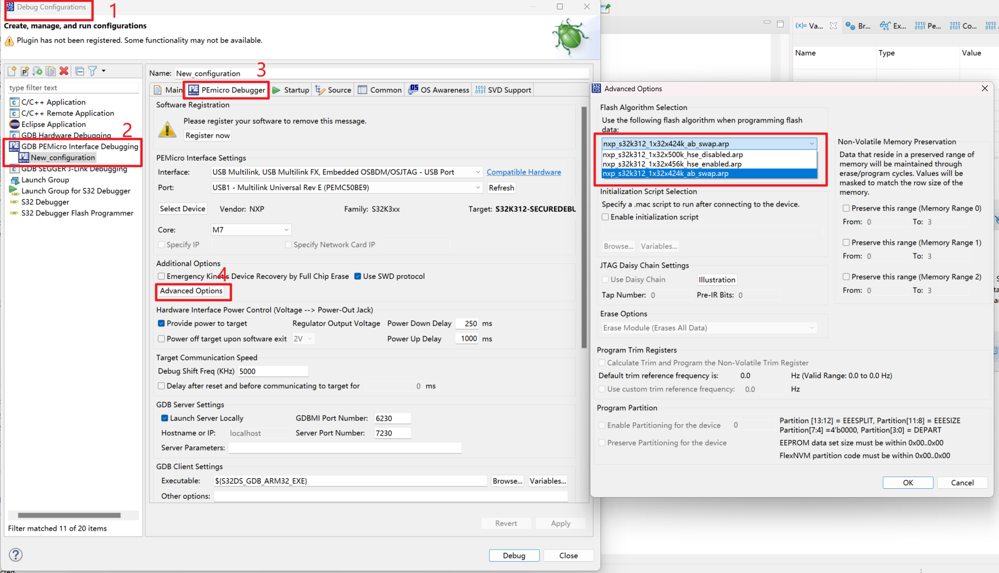 Debug Configurations
1
Create, manage, and run configurations
Plugin has not been registered. Some functionality may not be available.
type filter text
C/C++ Application
C/C++ Remote Application
Eclipse Application
2
GDB Hardware Debugging
GDB PEMicro Interface Debugging
New_configuration
GDB SEGGER J-Link Debugging
Launch Group
Launch Group for S32 Debugger
S32 Debugger
S32 Debugger Flash Programmer
Filter matched 11 of 20 items
Name: New_configuration
3
Main PEmicro Debugger Startup Source Common OS Awareness SVD Support
Software Registration
Please register your software to remove this message.
Register now
PEMicro Interface Settings
Interface: USB Multilink, USB Multilink FX, Embedded OSBDM/OSJTAG - USB Port Compatible Hardware
Port: USB1 - Multilink Universal Rev E (PEMC50BE9) Refresh
Select Device Vendor: NXP Family: S32K3xx Target: S32K312-SECUREDEBU
Core: M7
Specify IP Specify Network Card IP
Additional Options
Emergency Kinetis Device Recovery by Full Chip Erase Use SWD protocol
4
Advanced Options
Hardware Interface Power Control (Voltage --> Power-Out Jack)
Provide power to target Regulator Output Voltage Power Down Delay 250 ms
Power off target upon software exit 2V Power Up Delay 1000 ms
Target Communication Speed
Debug Shift Freq (KHz) 5000
Delay after reset and before communicating to target for 0 ms
GDB Server Settings
Launch Server Locally GDBMI Port Number: 6230
Hostname or IP: localhost Server Port Number: 7230
Server Parameters:
GDB Client Settings
Executable: ${S32DS_GDB_ARM32_EXE} Browse... Variables...
Other options:
Revert Apply
Debug Close
(x)= Va... Br... Ex... Pe... Co...
Name Type Value
Advanced Options
Flash Algorithm Selection
Use the following flash algorithm when programming flash
data:
nxp_s32k312_1x32x424k_ab_swap.arp
nxp_s32k312_1x32x500k_hse_disabled.arp
nxp_s32k312_1x32x456k_hse_enabled.arp
nxp_s32k312_1x32x424k_ab_swap.arp
Initialization Script Selection
Specify a .mac script to run after connecting to the device.
Enable initialization script
Browse... Variables...
JTAG Daisy Chain Settings
Use Daisy Chain Illustration
Tap Number: 0 Pre-IR Bits: 0
Erase Options
Erase Module (Erases All Data)
Non-Volatile Memory Preservation
Data that reside in a preserved range of
memory will be maintained through
erase/program cycles. Values will be
masked to match the row size of the
memory.
Preserve this range (Memory Range 0)
From: 0 To: 3
Preserve this range (Memory Range 1)
From: 0 To: 3
Preserve this range (Memory Range 2)
From: 0 To: 3
Program Trim Registers
Calculate Trim and Program the Non-Volatile Trim Register
Default trim reference frequency is: 0.0 Hz (Valid Range: 0.0 to 0.0 Hz)
Use custom trim reference frequency: 0.0 Hz
Program Partition
Enable Partitioning for the device 0
Preserve Partitioning for the device
Partition [13:12] = EEESPLIT, Partition[11:8] = EEESIZE
Partition[7:4] =4'b0000, Partition[3:0] = DEPART
EEPROM data set size must be within 0x00..0x00
FlexNVM partition code must be within 0x00..0x00
OK Cancel